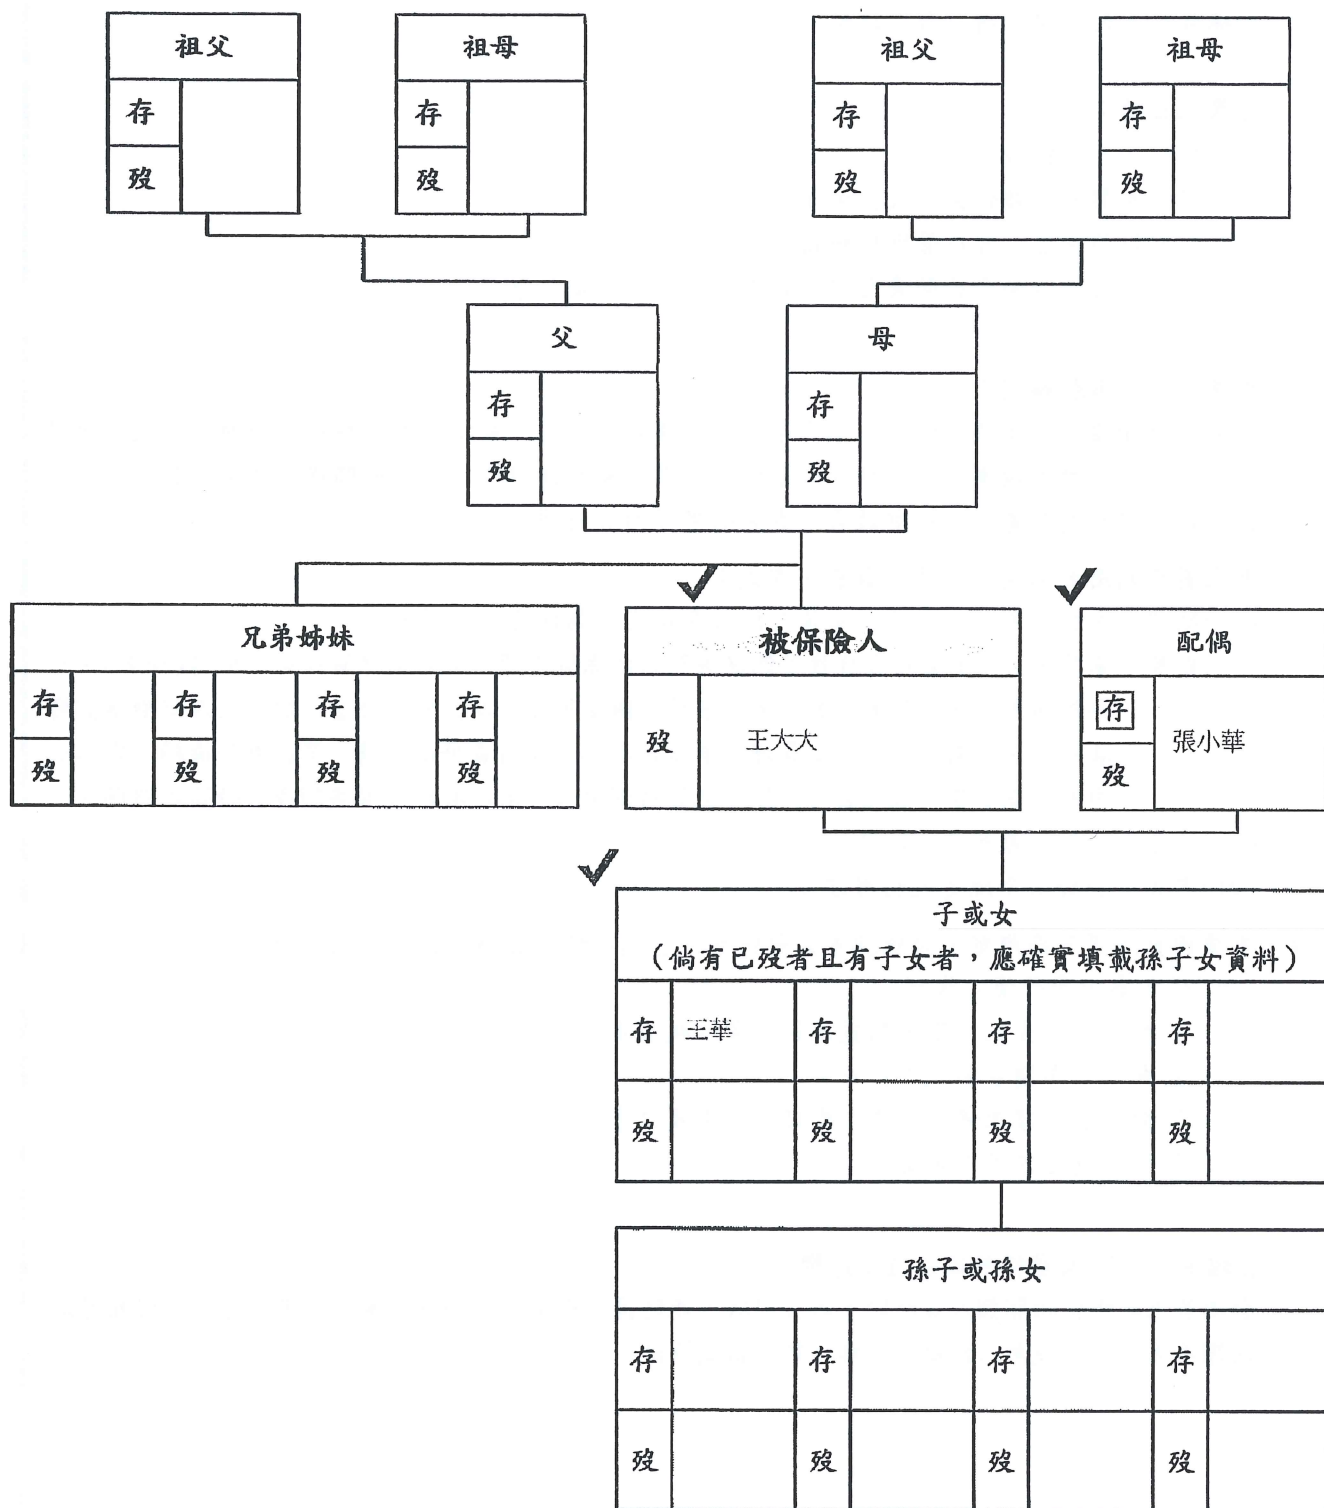 祖父
祖母
祖父
祖母
存
存
存
存
歿
歿
歿
歿
父
母
存
存
歿
歿
兄弟姊妹
被保險人
配偶
存
存
存
存
歿
歿
歿
歿
歿
王大大
存
張小華
歿
子或女
(倘有已歿者且有子女者,應確實填載孫子女資料)
存
王華
存
存
存
歿
歿
歿
歿
孫子或孫女
存
存
存
存
歿
歿
歿
歿